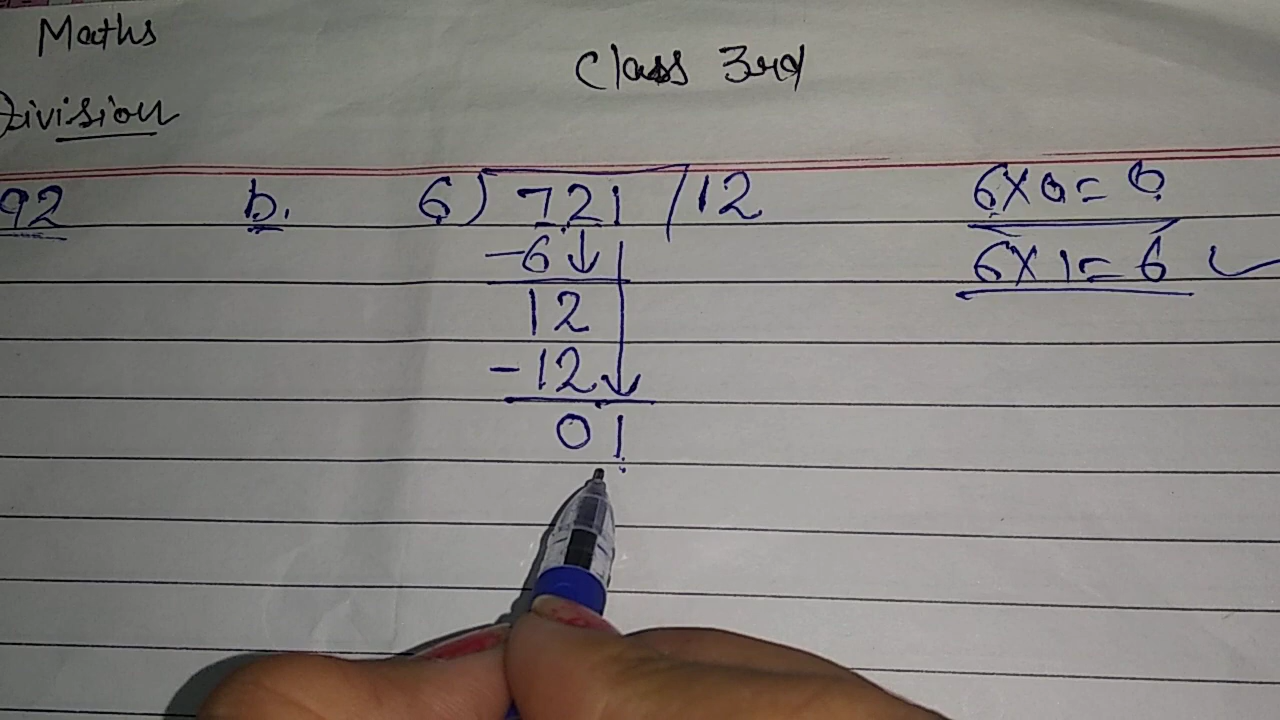 Maths
Class 3rd
Division
92 b. 6)721/12 6x0=0
-6↓ 6x1=6
12
-12↓
01